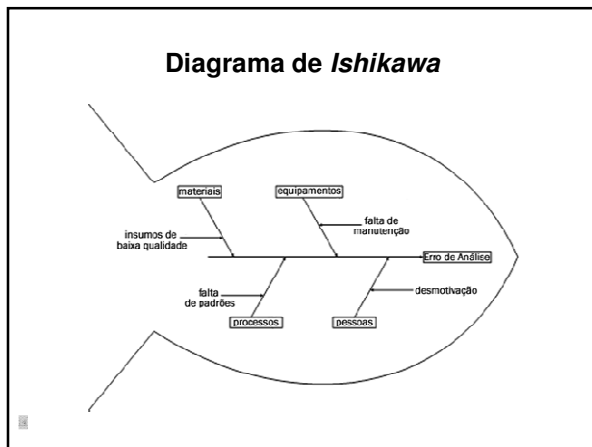 Diagrama de Ishikawa
materiais
equipamentos
insumos de
baixa qualidade
falta de
manutenção
Erro de Análise
falta
de padrões
desmotivação
processos
pessoas